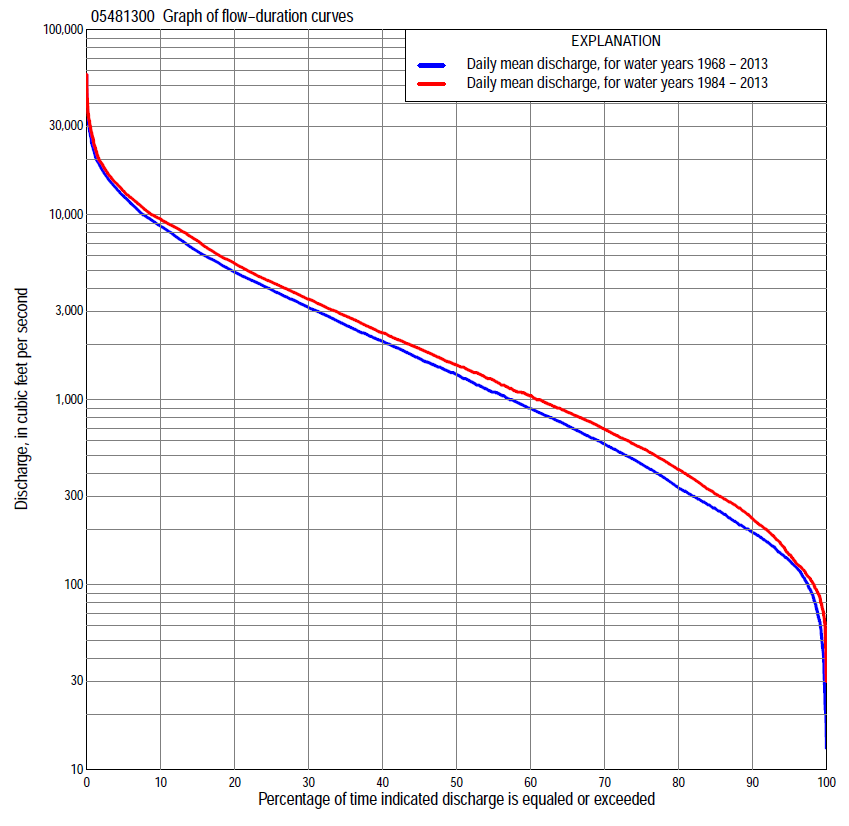 05481300 Graph of flow−duration curves
EXPLANATION
Daily mean discharge, for water years 1968 − 2013
Daily mean discharge, for water years 1984 − 2013
Discharge, in cubic feet per second
100,000
30,000
10,000
3,000
1,000
300
100
30
10
0 10 20 30 40 50 60 70 80 90 100
Percentage of time indicated discharge is equaled or exceeded